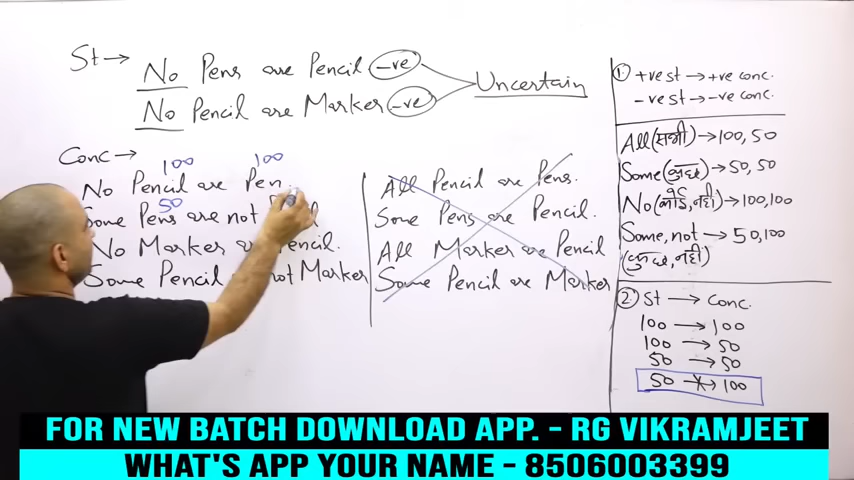 St → No Pens are Pencil -ve
No Pencil are Marker -ve
Uncertain
Conc →
100 100
No Pencil are Pen
50
Some Pens are not
No Marker are Pencil.
Some Pencil not Marker
All Pencil are Pens.
Some Pens are Pencil.
All Marker are Pencil
Some Pencil are Marker
1. +ve st → +ve conc.
-ve st → -ve conc.
All (सभी) → 100, 50
Some (कुछ) → 50, 50
No (कोई, नहीं) → 100, 100
Some, not → 50, 100
(कुछ, नहीं)
2. St → Conc.
100 → 100
100 → 50
50 → 50
50 → 100
FOR NEW BATCH DOWNLOAD APP. - RG VIKRAMJEET
WHAT'S APP YOUR NAME - 8506003399